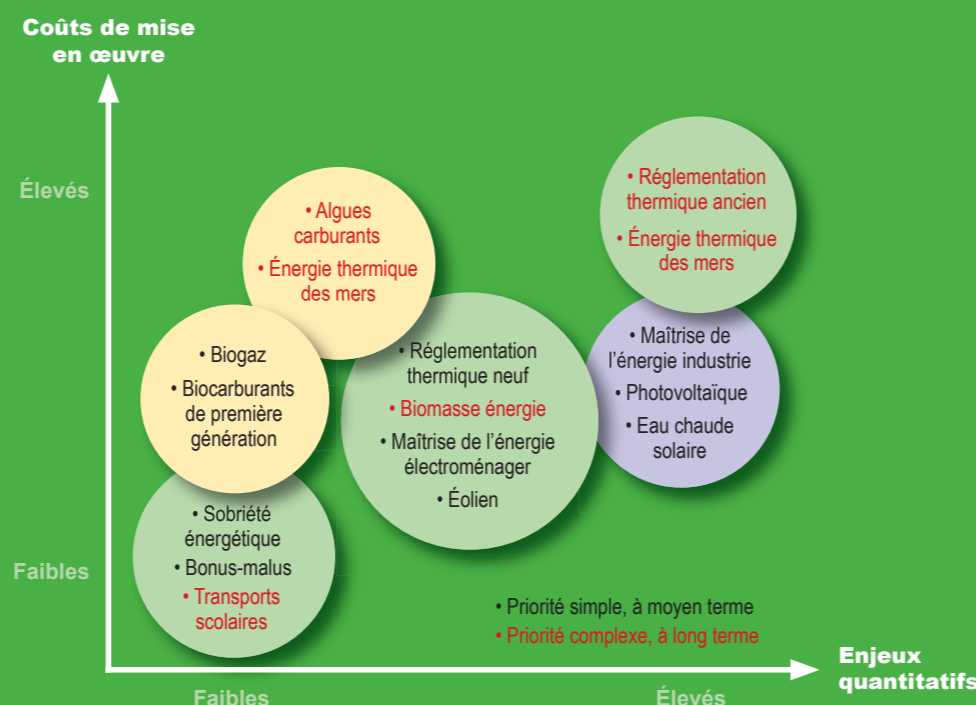 Coûts de mise
en œuvre
Élevés
• Réglementation
thermique ancien
• Énergie thermique
des mers
• Algues
carburants
• Énergie thermique
des mers
• Maîtrise de
l'énergie industrie
• Photovoltaïque
• Eau chaude
solaire
• Réglementation
thermique neuf
• Biomasse énergie
• Maîtrise de l'énergie
électroménager
• Éolien
• Biogaz
• Biocarburants
de première
génération
• Sobriété
énergétique
• Bonus-malus
• Transports
scolaires
Faibles
• Priorité simple, à moyen terme
• Priorité complexe, à long terme
Enjeux
quantitatifs
Faibles
Élevés